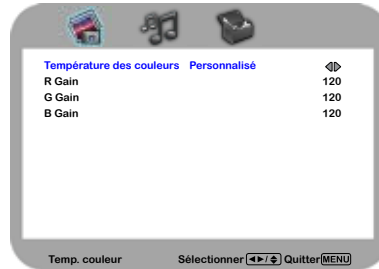 Température des couleurs Personnalisé
R Gain 120
G Gain 120
B Gain 120
Temp. couleur Sélectionner ◄►/◆ Quitter MENU